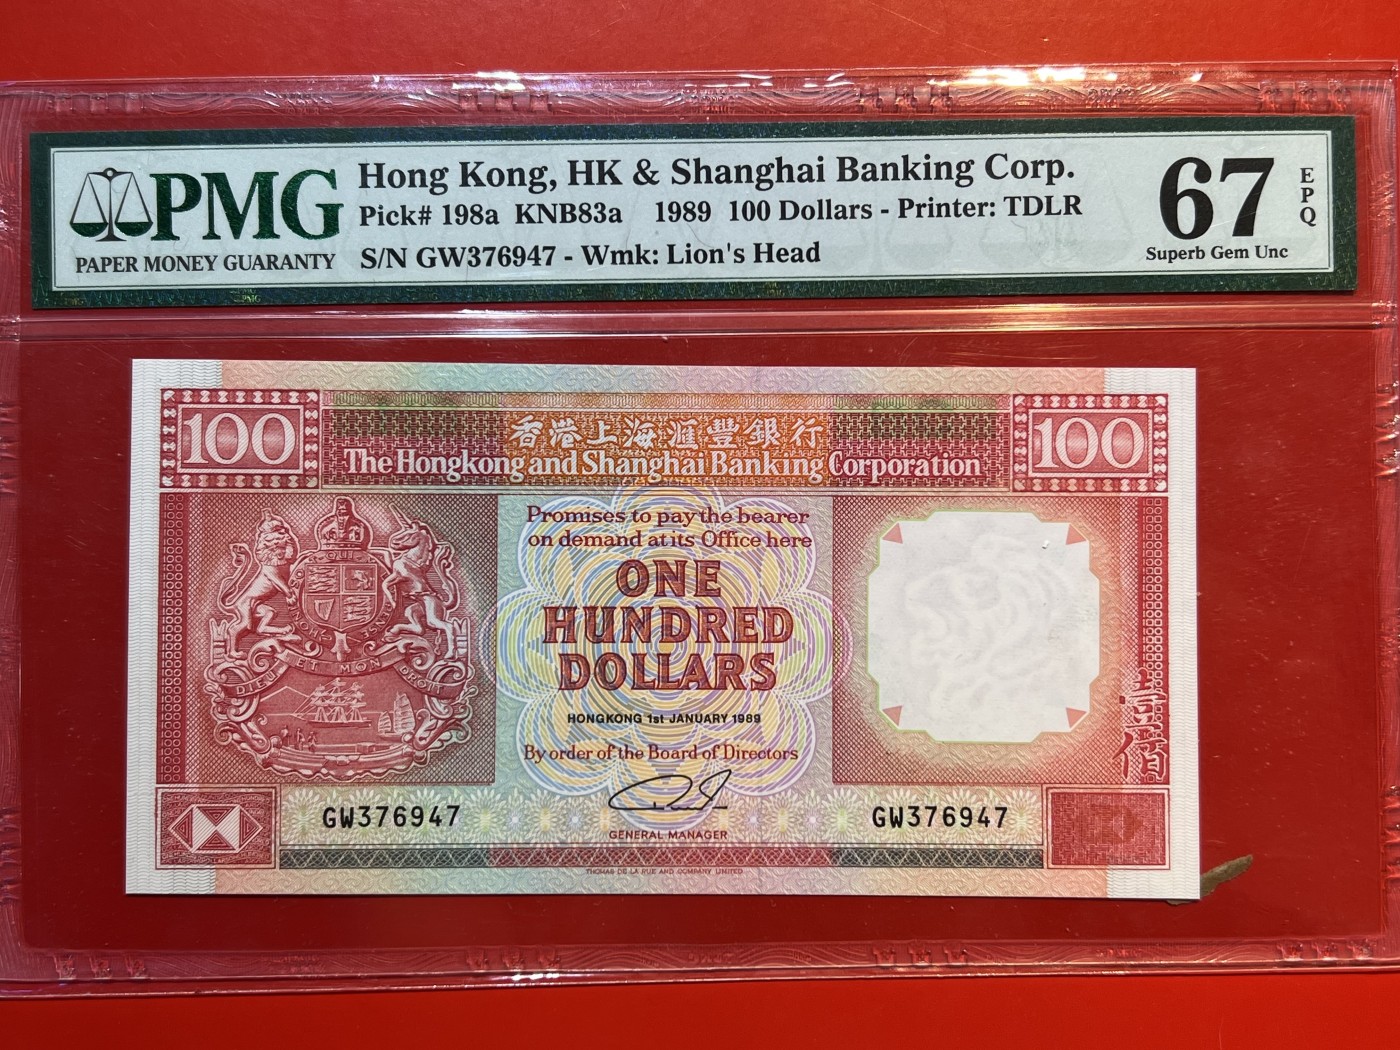 PMG
PAPER MONEY GUARANTY
Hong Kong, HK & Shanghai Banking Corp.
Pick# 198a KNB83a 1989 100 Dollars - Printer: TDLR
S/N GW376947 - Wmk: Lion's Head
67
EPQ
Superb Gem Unc
100
香港上海滙豐銀行
100
The Hongkong and Shanghai Banking Corporation
Promises to pay the bearer
on demand at its Office here
ONE
HUNDRED
DOLLARS
HONGKONG 1st JANUARY 1989
By order of the Board of Directors
GW376947
GW376947
GENERAL MANAGER
THOMAS DE LA RUE AND COMPANY LIMITED
DIEU ET MON DROIT
壹佰